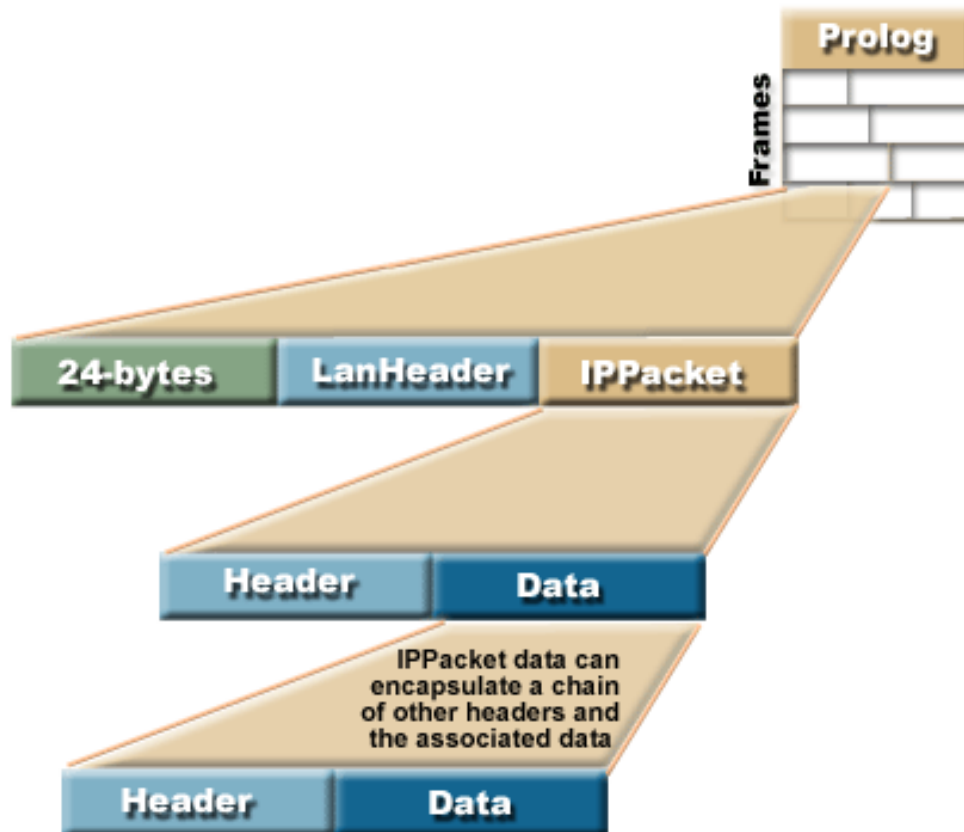 Prolog
Frames
24-bytes
LanHeader
IPPacket
Header
Data
IPPacket data can
encapsulate a chain
of other headers and
the associated data
Header
Data